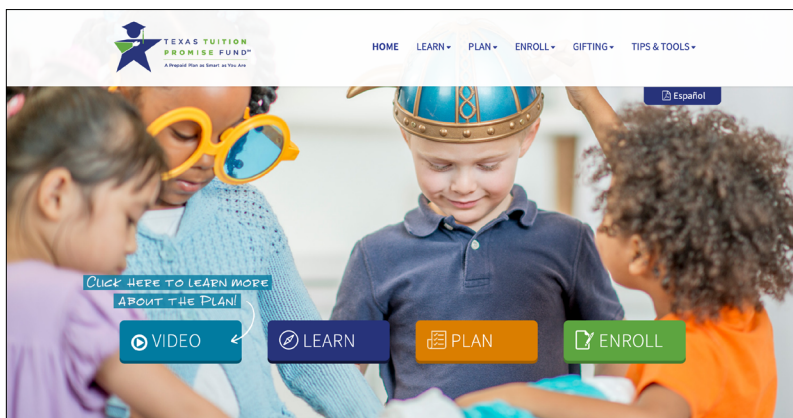 TEXAS TUITION
PROMISE FUND℠
A Prepaid Plan as Smart as You Are
HOME LEARN PLAN ENROLL GIFTING TIPS & TOOLS
Español
CLICK HERE TO LEARN MORE
ABOUT THE PLAN!
VIDEO LEARN PLAN ENROLL